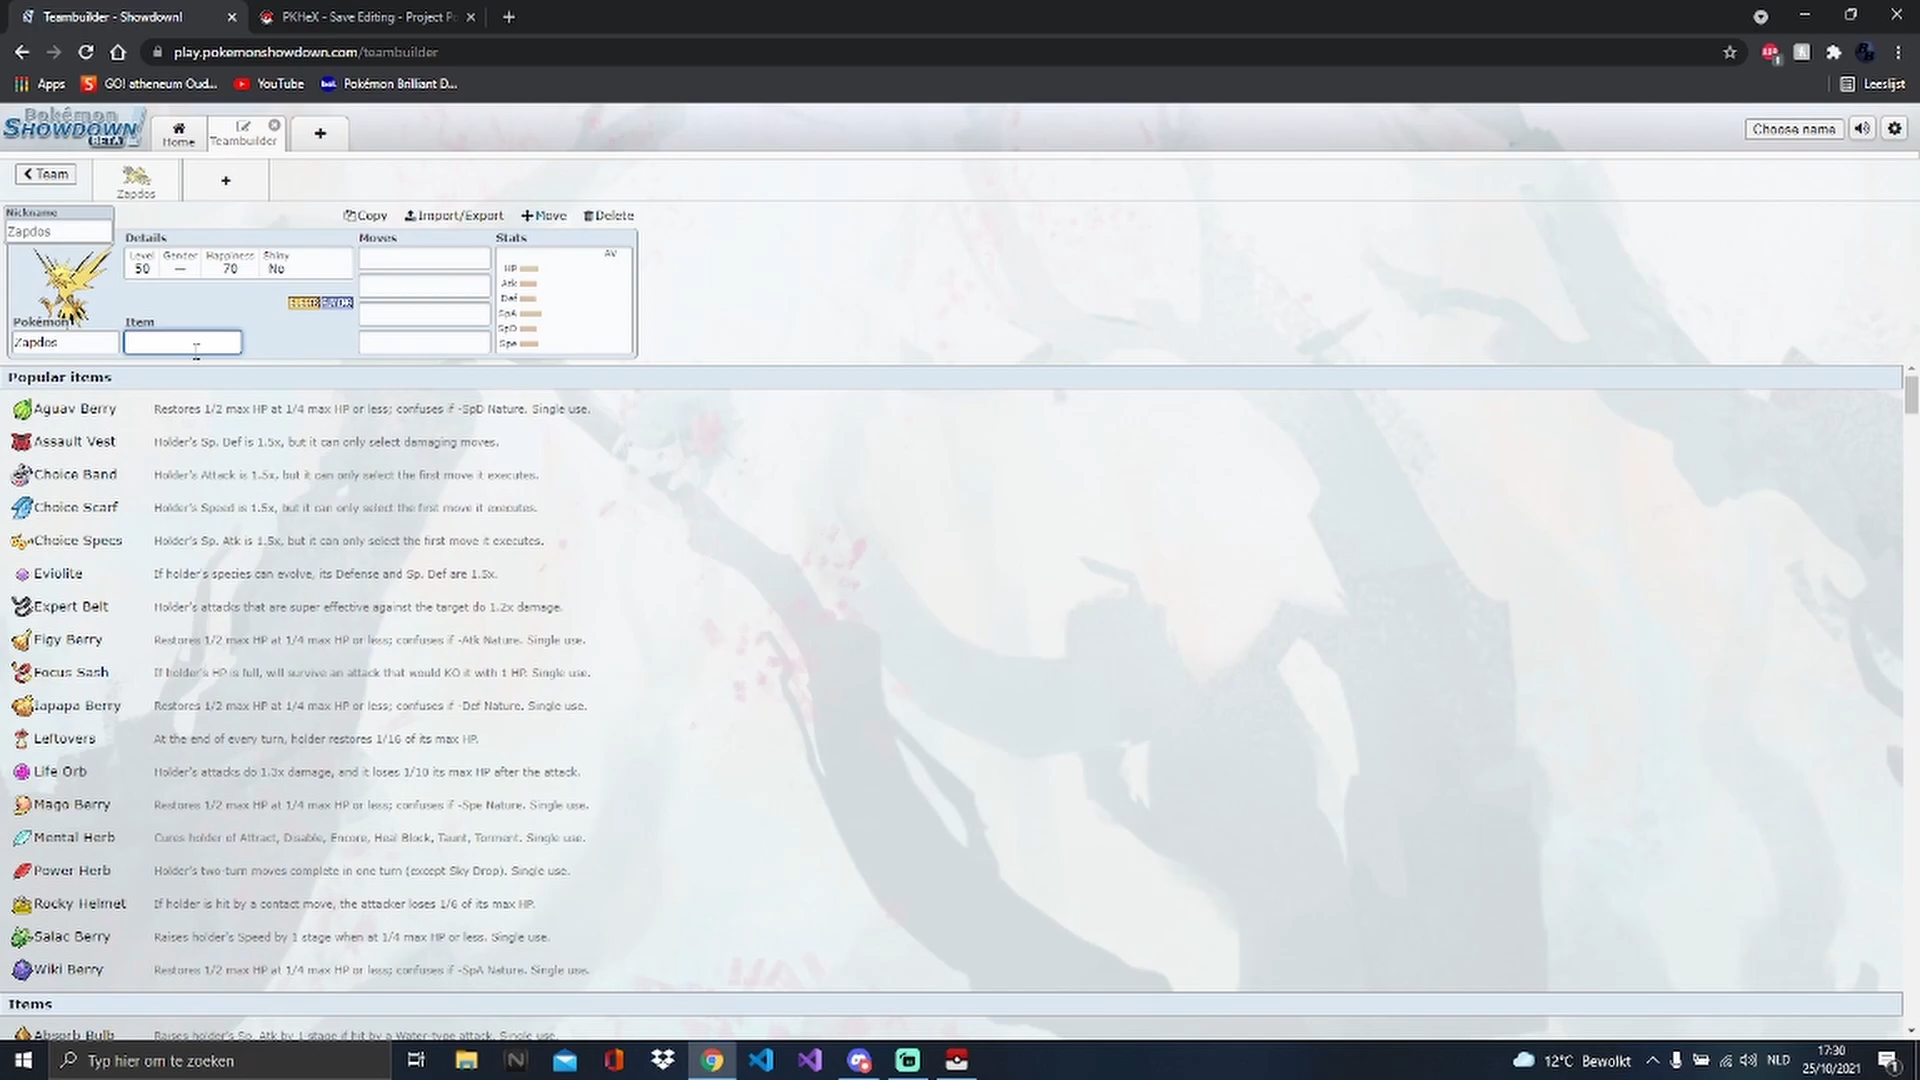 Teambuilder - Showdown!
PKHeX - Save Editing - Project Po
play.pokemonshowdown.com/teambuilder
Apps
GO! atheneum Oud...
YouTube
Pokémon Brilliant D...
Leeslijst
Pokémon
SHOWDOWN
BETA
Home
Teambuilder
Choose name
Team
Zapdos
Nickname
Zapdos
Copy
Import/Export
Move
Delete
Details
Moves
Stats
Level Gender Happiness Shiny
50 — 70 No
AV
HP
Atk
Def
SpA
SpD
Spe
Pokémon
Item
Zapdos
Popular items
Aguav Berry Restores 1/2 max HP at 1/4 max HP or less; confuses if -SpD Nature. Single use.
Assault Vest Holder's Sp. Def is 1.5x, but it can only select damaging moves.
Choice Band Holder's Attack is 1.5x, but it can only select the first move it executes.
Choice Scarf Holder's Speed is 1.5x, but it can only select the first move it executes.
Choice Specs Holder's Sp. Atk is 1.5x, but it can only select the first move it executes.
Eviolite If holder's species can evolve, its Defense and Sp. Def are 1.5x.
Expert Belt Holder's attacks that are super effective against the target do 1.2x damage.
Figy Berry Restores 1/2 max HP at 1/4 max HP or less; confuses if -Atk Nature. Single use.
Focus Sash If holder's HP is full, will survive an attack that would KO it with 1 HP. Single use.
Iapapa Berry Restores 1/2 max HP at 1/4 max HP or less; confuses if -Def Nature. Single use.
Leftovers At the end of every turn, holder restores 1/16 of its max HP.
Life Orb Holder's attacks do 1.3x damage, and it loses 1/10 its max HP after the attack.
Mago Berry Restores 1/2 max HP at 1/4 max HP or less; confuses if -Spe Nature. Single use.
Mental Herb Cures holder of Attract, Disable, Encore, Heal Block, Taunt, Torment. Single use.
Power Herb Holder's two-turn moves complete in one turn (except Sky Drop). Single use.
Rocky Helmet If holder is hit by a contact move, the attacker loses 1/6 of its max HP.
Salac Berry Raises holder's Speed by 1 stage when at 1/4 max HP or less. Single use.
Wiki Berry Restores 1/2 max HP at 1/4 max HP or less; confuses if -SpA Nature. Single use.
Items
Absorb Bulb Raises holder's Sp. Atk by 1 stage if hit by a Water-type attack. Single use.
Typ hier om te zoeken
12°C Bewolkt
NLD
17:30
25/10/2021